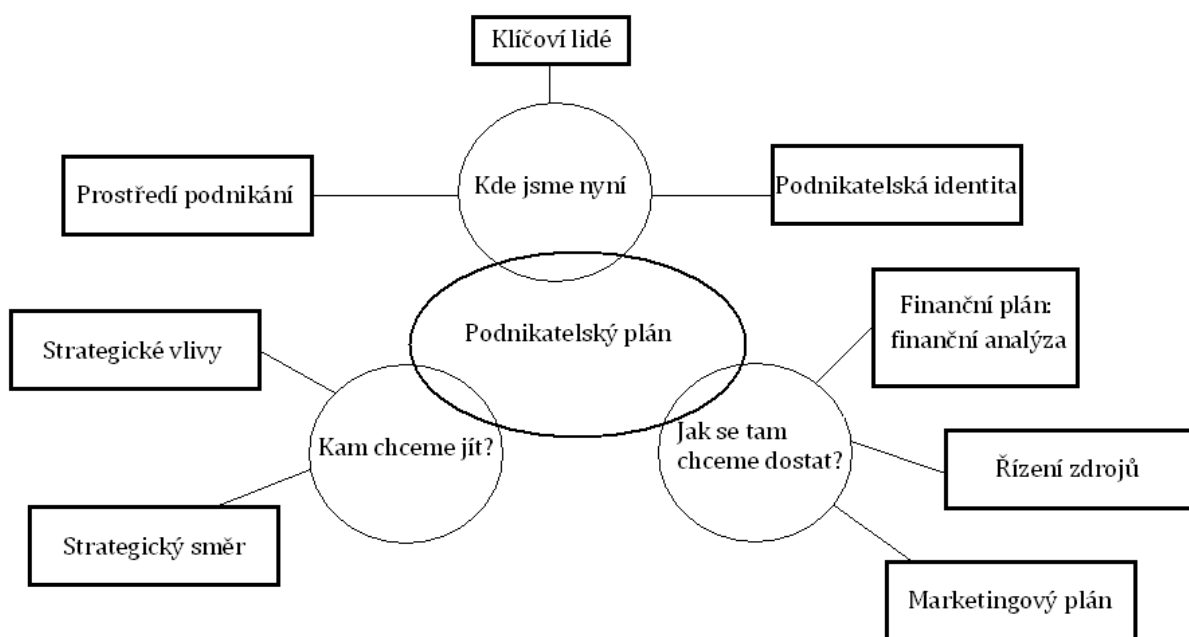 Klíčoví lidé
Prostředí podnikání
Kde jsme nyní
Podnikatelská identita
Podnikatelský plán
Finanční plán:
finanční analýza
Strategické vlivy
Kam chceme jít?
Jak se tam
chceme dostat?
Řízení zdrojů
Strategický směr
Marketingový plán